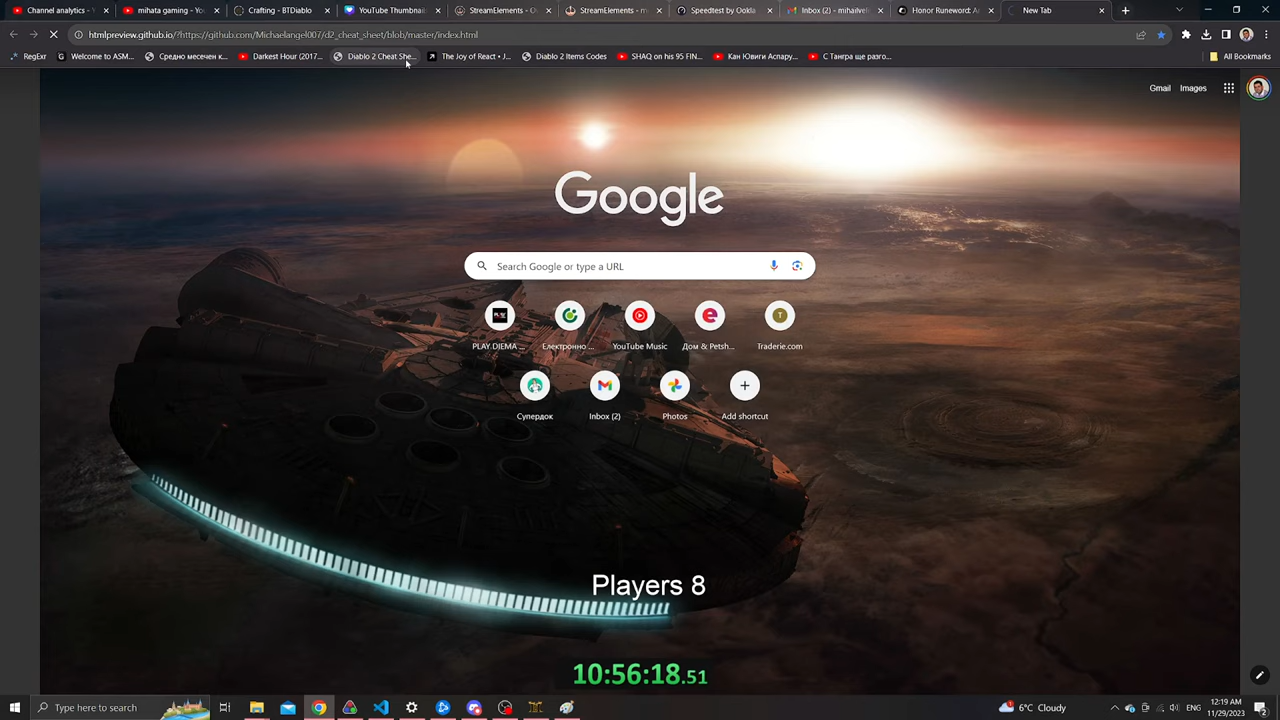 Channel analytics - Y
mihata gaming - You
Crafting - BTDiablo
YouTube Thumbnai
StreamElements - O
StreamElements - m
Speedtest by Ookla
Inbox (2) - mihailvel
Honor Runeword: A
New Tab
htmlpreview.github.io/?https://github.com/Michaelangel007/d2_cheat_sheet/blob/master/index.html
RegExr
Welcome to ASM...
Средно месечен к...
Darkest Hour (2017...
Diablo 2 Cheat She...
The Joy of React • J...
Diablo 2 Items Codes
SHAQ on his 95 FIN...
Кан Ювиги Аспару...
С Тангра ще разго...
All Bookmarks
Gmail
Images
Google
Search Google or type a URL
PLAY DIEMA ...
Електронно ...
YouTube Music
Дом & Petsh...
Traderie.com
Супердок
Inbox (2)
Photos
Add shortcut
Players 8
10:56:18.51
Type here to search
6°C Cloudy
ENG
12:19 AM
11/29/2023